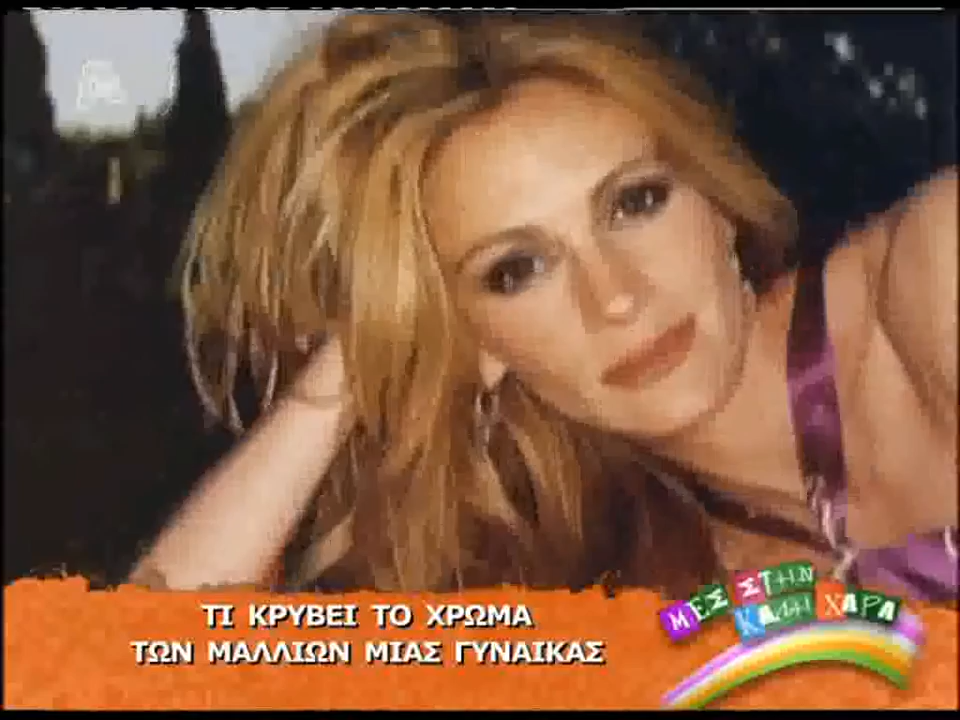 ΤΙ ΚΡΥΒΕΙ ΤΟ ΧΡΩΜΑ
ΤΩΝ ΜΑΛΛΙΩΝ ΜΙΑΣ ΓΥΝΑΙΚΑΣ
ΜΕΣ ΣΤΗΝ
ΚΑΛΗ ΧΑΡΑ